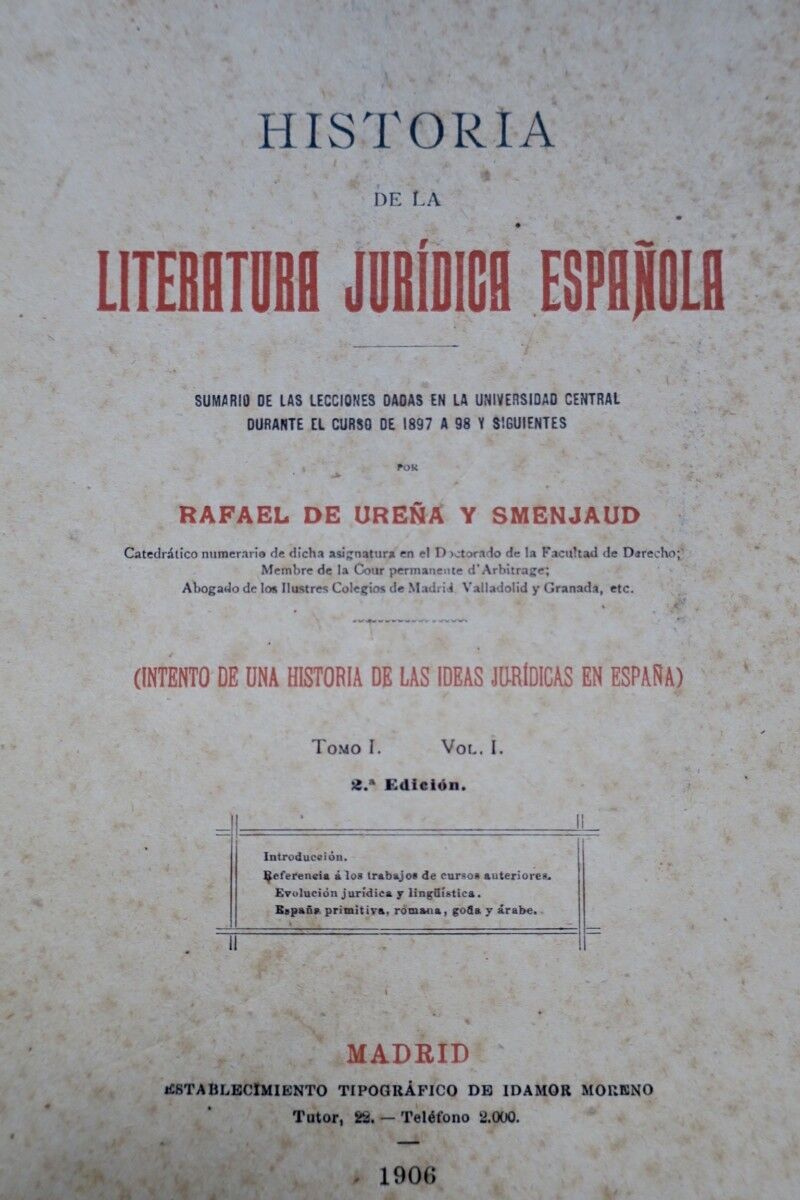 HISTORIA
DE LA
LITERATURA JURÍDICA ESPAÑOLA
SUMARIO DE LAS LECCIONES DADAS EN LA UNIVERSIDAD CENTRAL
DURANTE EL CURSO DE 1897 A 98 Y SIGUIENTES
POR
RAFAEL DE UREÑA Y SMENJAUD
Catedrático numerario de dicha asignatura en el Doctorado de la Facultad de Derecho;
Membre de la Cour permanente d'Arbitrage;
Abogado de los Ilustres Colegios de Madrid Valladolid y Granada, etc.
(INTENTO DE UNA HISTORIA DE LAS IDEAS JURÍDICAS EN ESPAÑA)
TOMO I. VOL. I.
2.ª Edición.
Introducción.
Referencia á los trabajos de cursos anteriores.
Evolución jurídica y lingüística.
España primitiva, romana, goda y árabe.
MADRID
ESTABLECIMIENTO TIPOGRÁFICO DE IDAMOR MORENO
Tutor, 22. — Teléfono 2.000.
1906